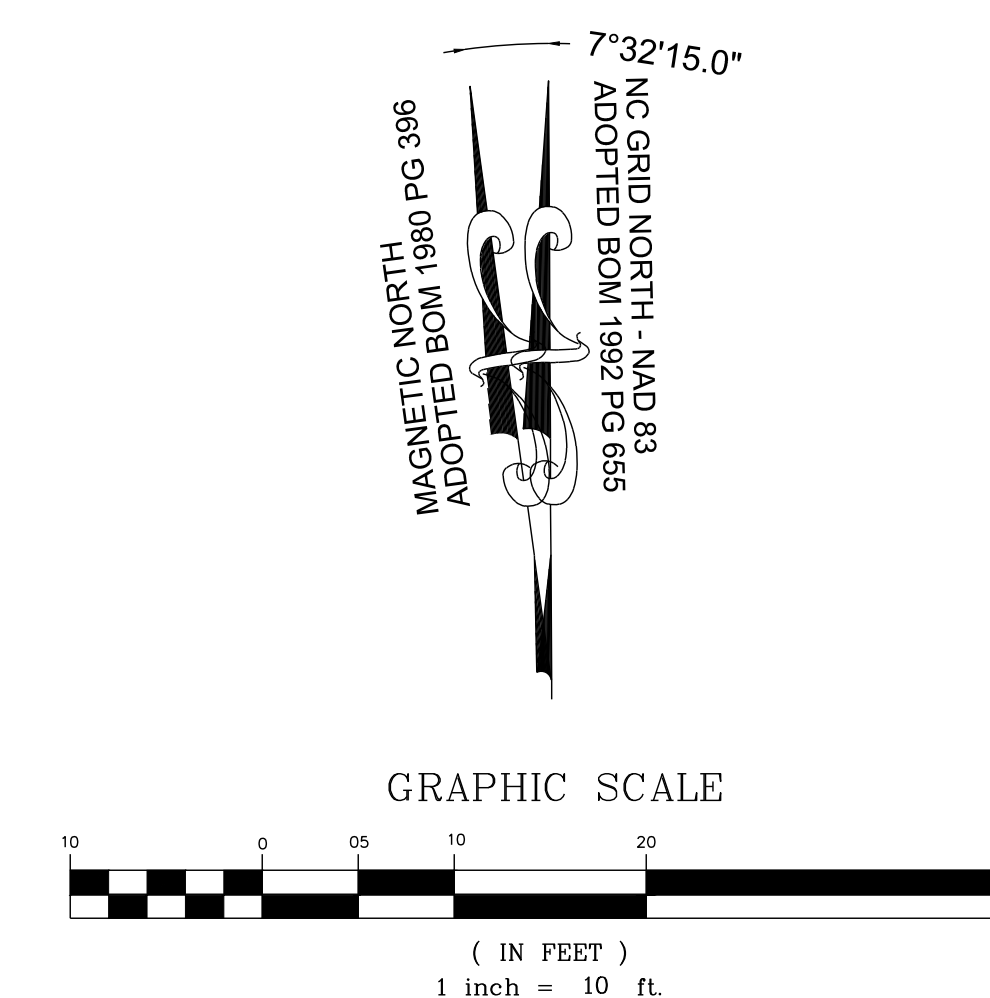 7°32'15.0"
MAGNETIC NORTH
ADOPTED BOM 1980 PG 396
NC GRID NORTH - NAD 83
ADOPTED BOM 1992 PG 655
GRAPHIC SCALE
10 0 05 10 20
( IN FEET )
1 inch = 10 ft.